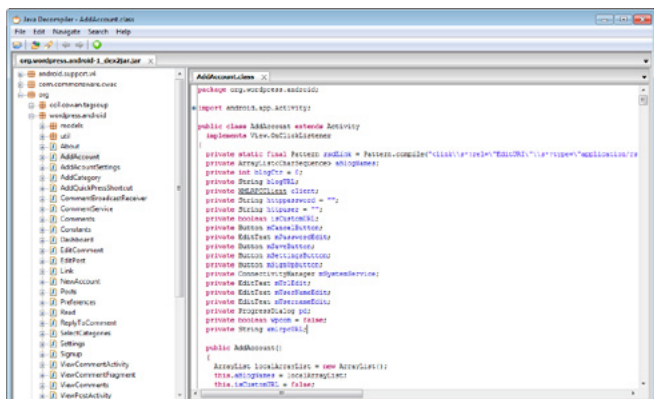 Java Decompiler - AddAccount.class
File Edit Navigate Search Help
org.wordpress.android-1_dex2jar.jar
android.support.v4
com.commonsware.cwac
org
wordpress.android
models
util
About
AddAccount
AddAccountSettings
AddCategory
AddQuickPressShortcut
CommentBroadcastReceiver
CommentService
Comments
Constants
Dashboard
EditComment
EditPost
Link
NewAccount
Posts
Preferences
Read
ReplyToComment
SelectCategories
Settings
Signup
ViewCommentActivity
ViewCommentFragment
ViewComments
ViewPostActivity
AddAccount.class
package org.wordpress.android;
import android.app.Activity;
public class AddAccount extends Activity
implements View.OnClickListener
{
private static final Pattern rsdLink = Pattern.compile(
private ArrayList<CharSequence> aBlogNames;
private int blogCtr = 0;
private String blogURL;
private XMLRPCClient client;
private String httppassword = "";
private String httpuser = "";
private boolean isCustomURL;
private Button mCancelButton;
private EditText mPasswordEdit;
private Button mSaveButton;
private Button mSettingsButton;
private Button mSignUpButton;
private ConnectivityManager mSystemService;
private EditText mUrlEdit;
private EditText mUserNameEdit;
private EditText mUsernameEdit;
private ProgressDialog pd;
private boolean wpcom = false;
private String xmlrpcURL;
public AddAccount()
{
ArrayList localArrayList = new ArrayList();
this.aBlogNames = localArrayList;
this.isCustomURL = false;